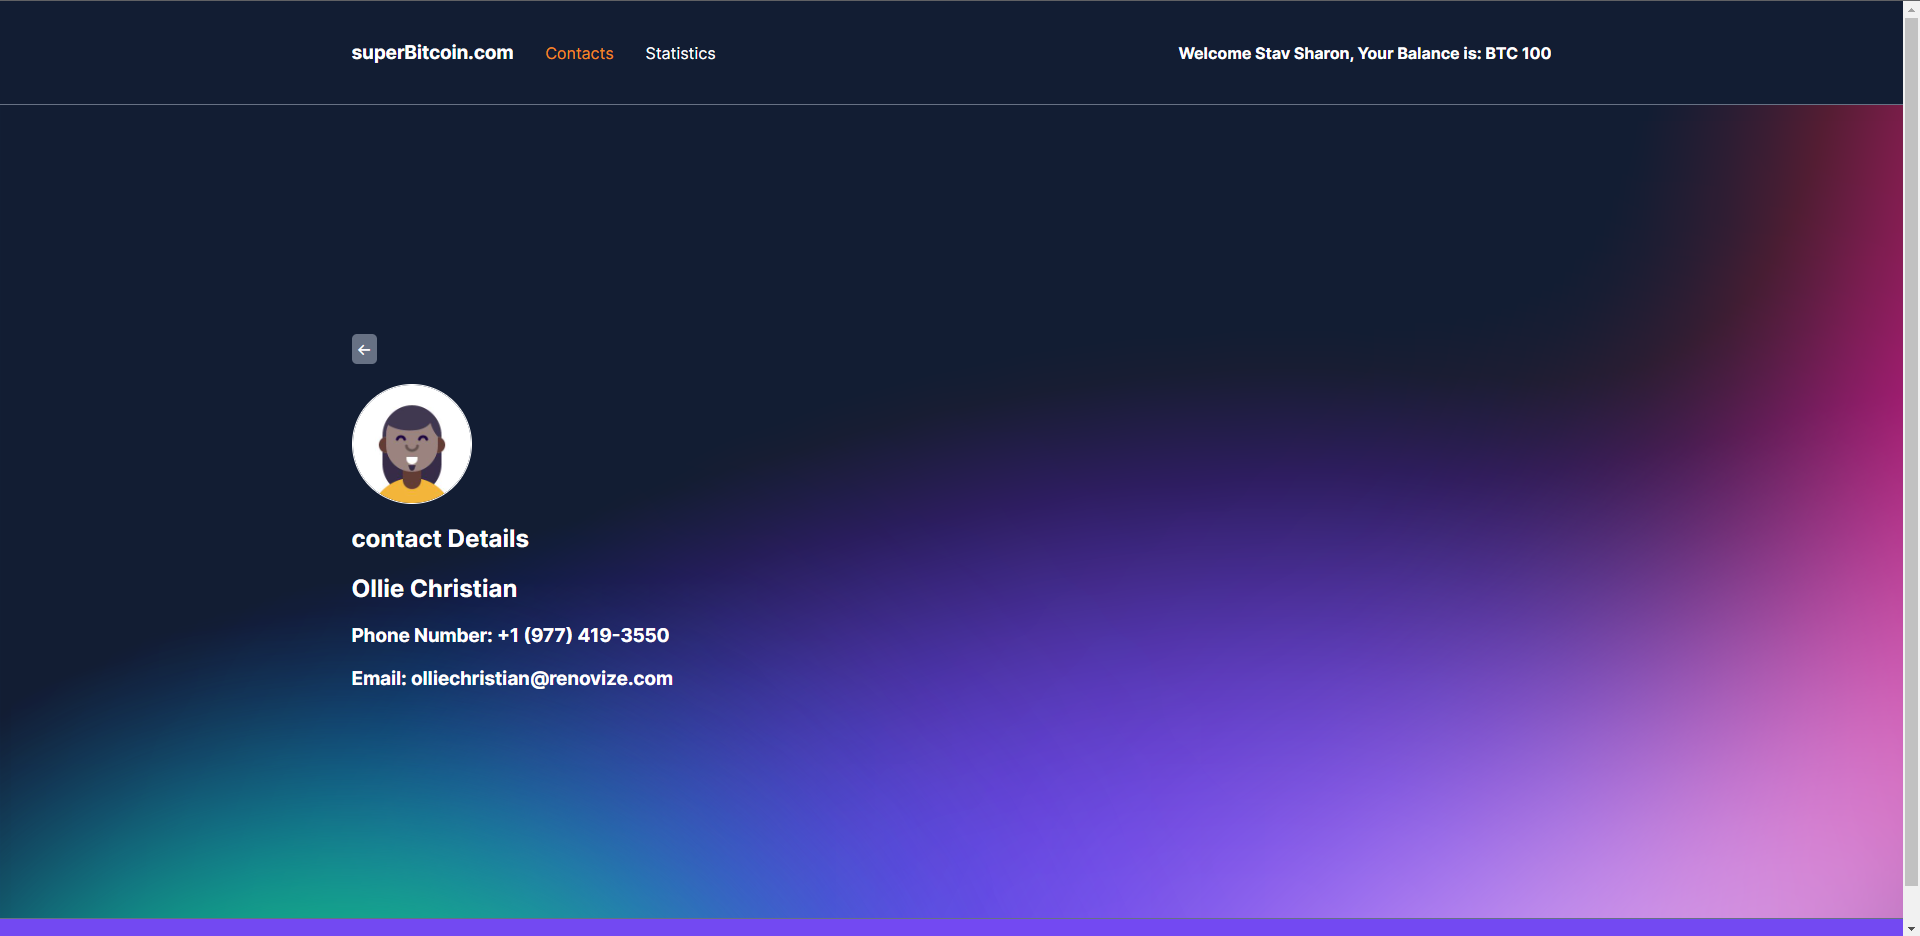 superBitcoin.com Contacts Statistics Welcome Stav Sharon, Your Balance is: BTC 100
contact Details
Ollie Christian
Phone Number: +1 (977) 419-3550
Email: olliechristian@renovize.com